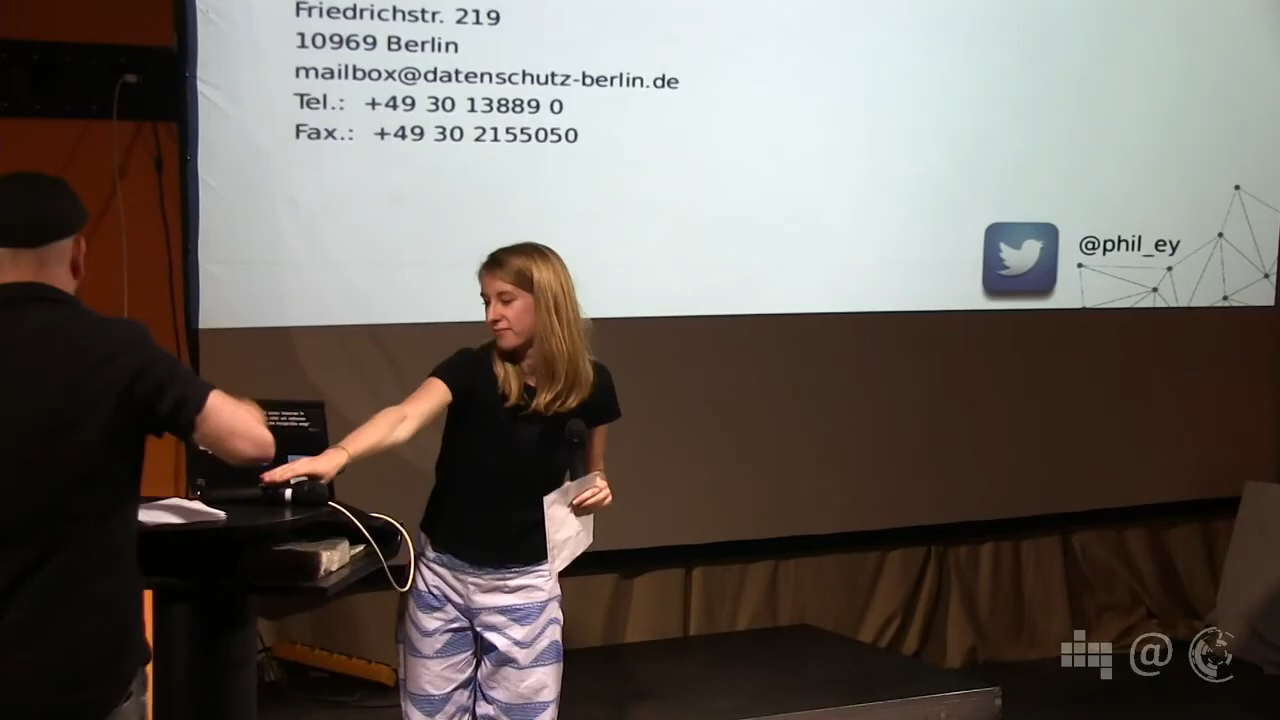 Friedrichstr. 219
10969 Berlin
mailbox@datenschutz-berlin.de
Tel.: +49 30 13889 0
Fax.: +49 30 2155050
@phil_ey
@